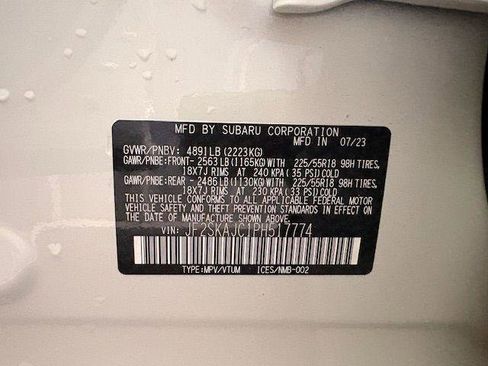 MFD BY SUBARU CORPORATION
MFD IN 07/23
GVWR/PNBV: 4891LB(2223KG)
GAWR/PNBE:FRONT- 2563 LB(1165KG)WITH 225/55R18 98H TIRES,
18X7J RIMS AT 240 KPA( 35 PSI)COLD
GAWR/PNBE:REAR -2486 LB(1130KG)WITH 225/55R18 98H TIRES,
18X7J RIMS AT 230 KPA( 33 PSI)COLD
THIS VEHICLE CONFORMS TO ALL APPLICABLE FEDERAL MOTOR
VEHICLE SAFETY, BUMPER, AND THEFT PREVENTION STANDARDS
IN EFFECT ON THE DATE OF MANUFACTURE SHOWN ABOVE.
VIN: JF2SKAJC1PH517774
TYPE:MPV/VTUM ICES/NMB-002